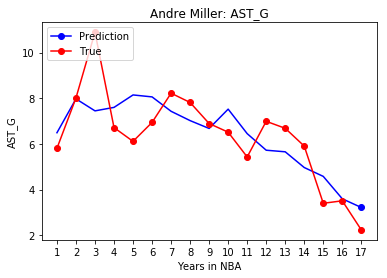 Andre Miller: AST_G
Prediction
True
10
8
6
4
2
AST_G
1 2 3 4 5 6 7 8 9 10 11 12 13 14 15 16 17
Years in NBA